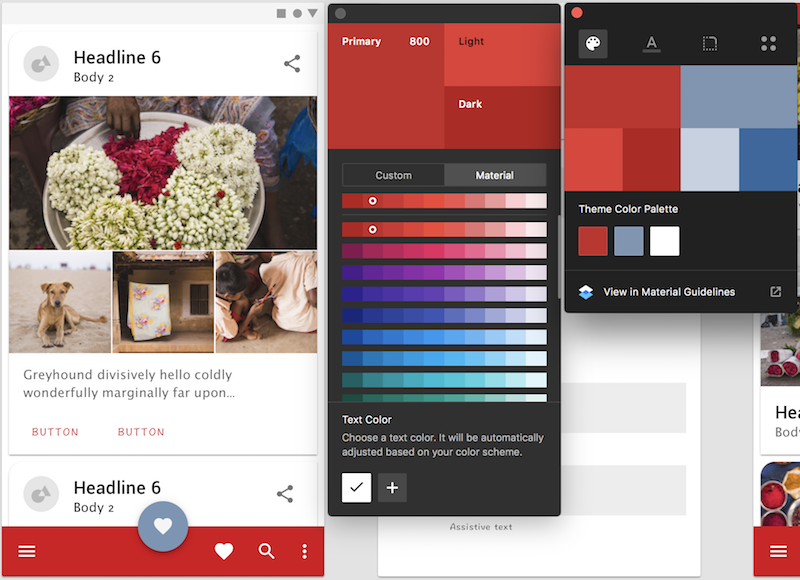 Headline 6
Body 2
Greyhound divisively hello coldly
wonderfully marginally far upon...
BUTTON BUTTON
Headline 6
Body 2
Primary 800
Light
Dark
Custom Material
Text Color
Choose a text color. It will be automatically
adjusted based on your color scheme.
Assistive text
A
Theme Color Palette
View in Material Guidelines
He
Bod